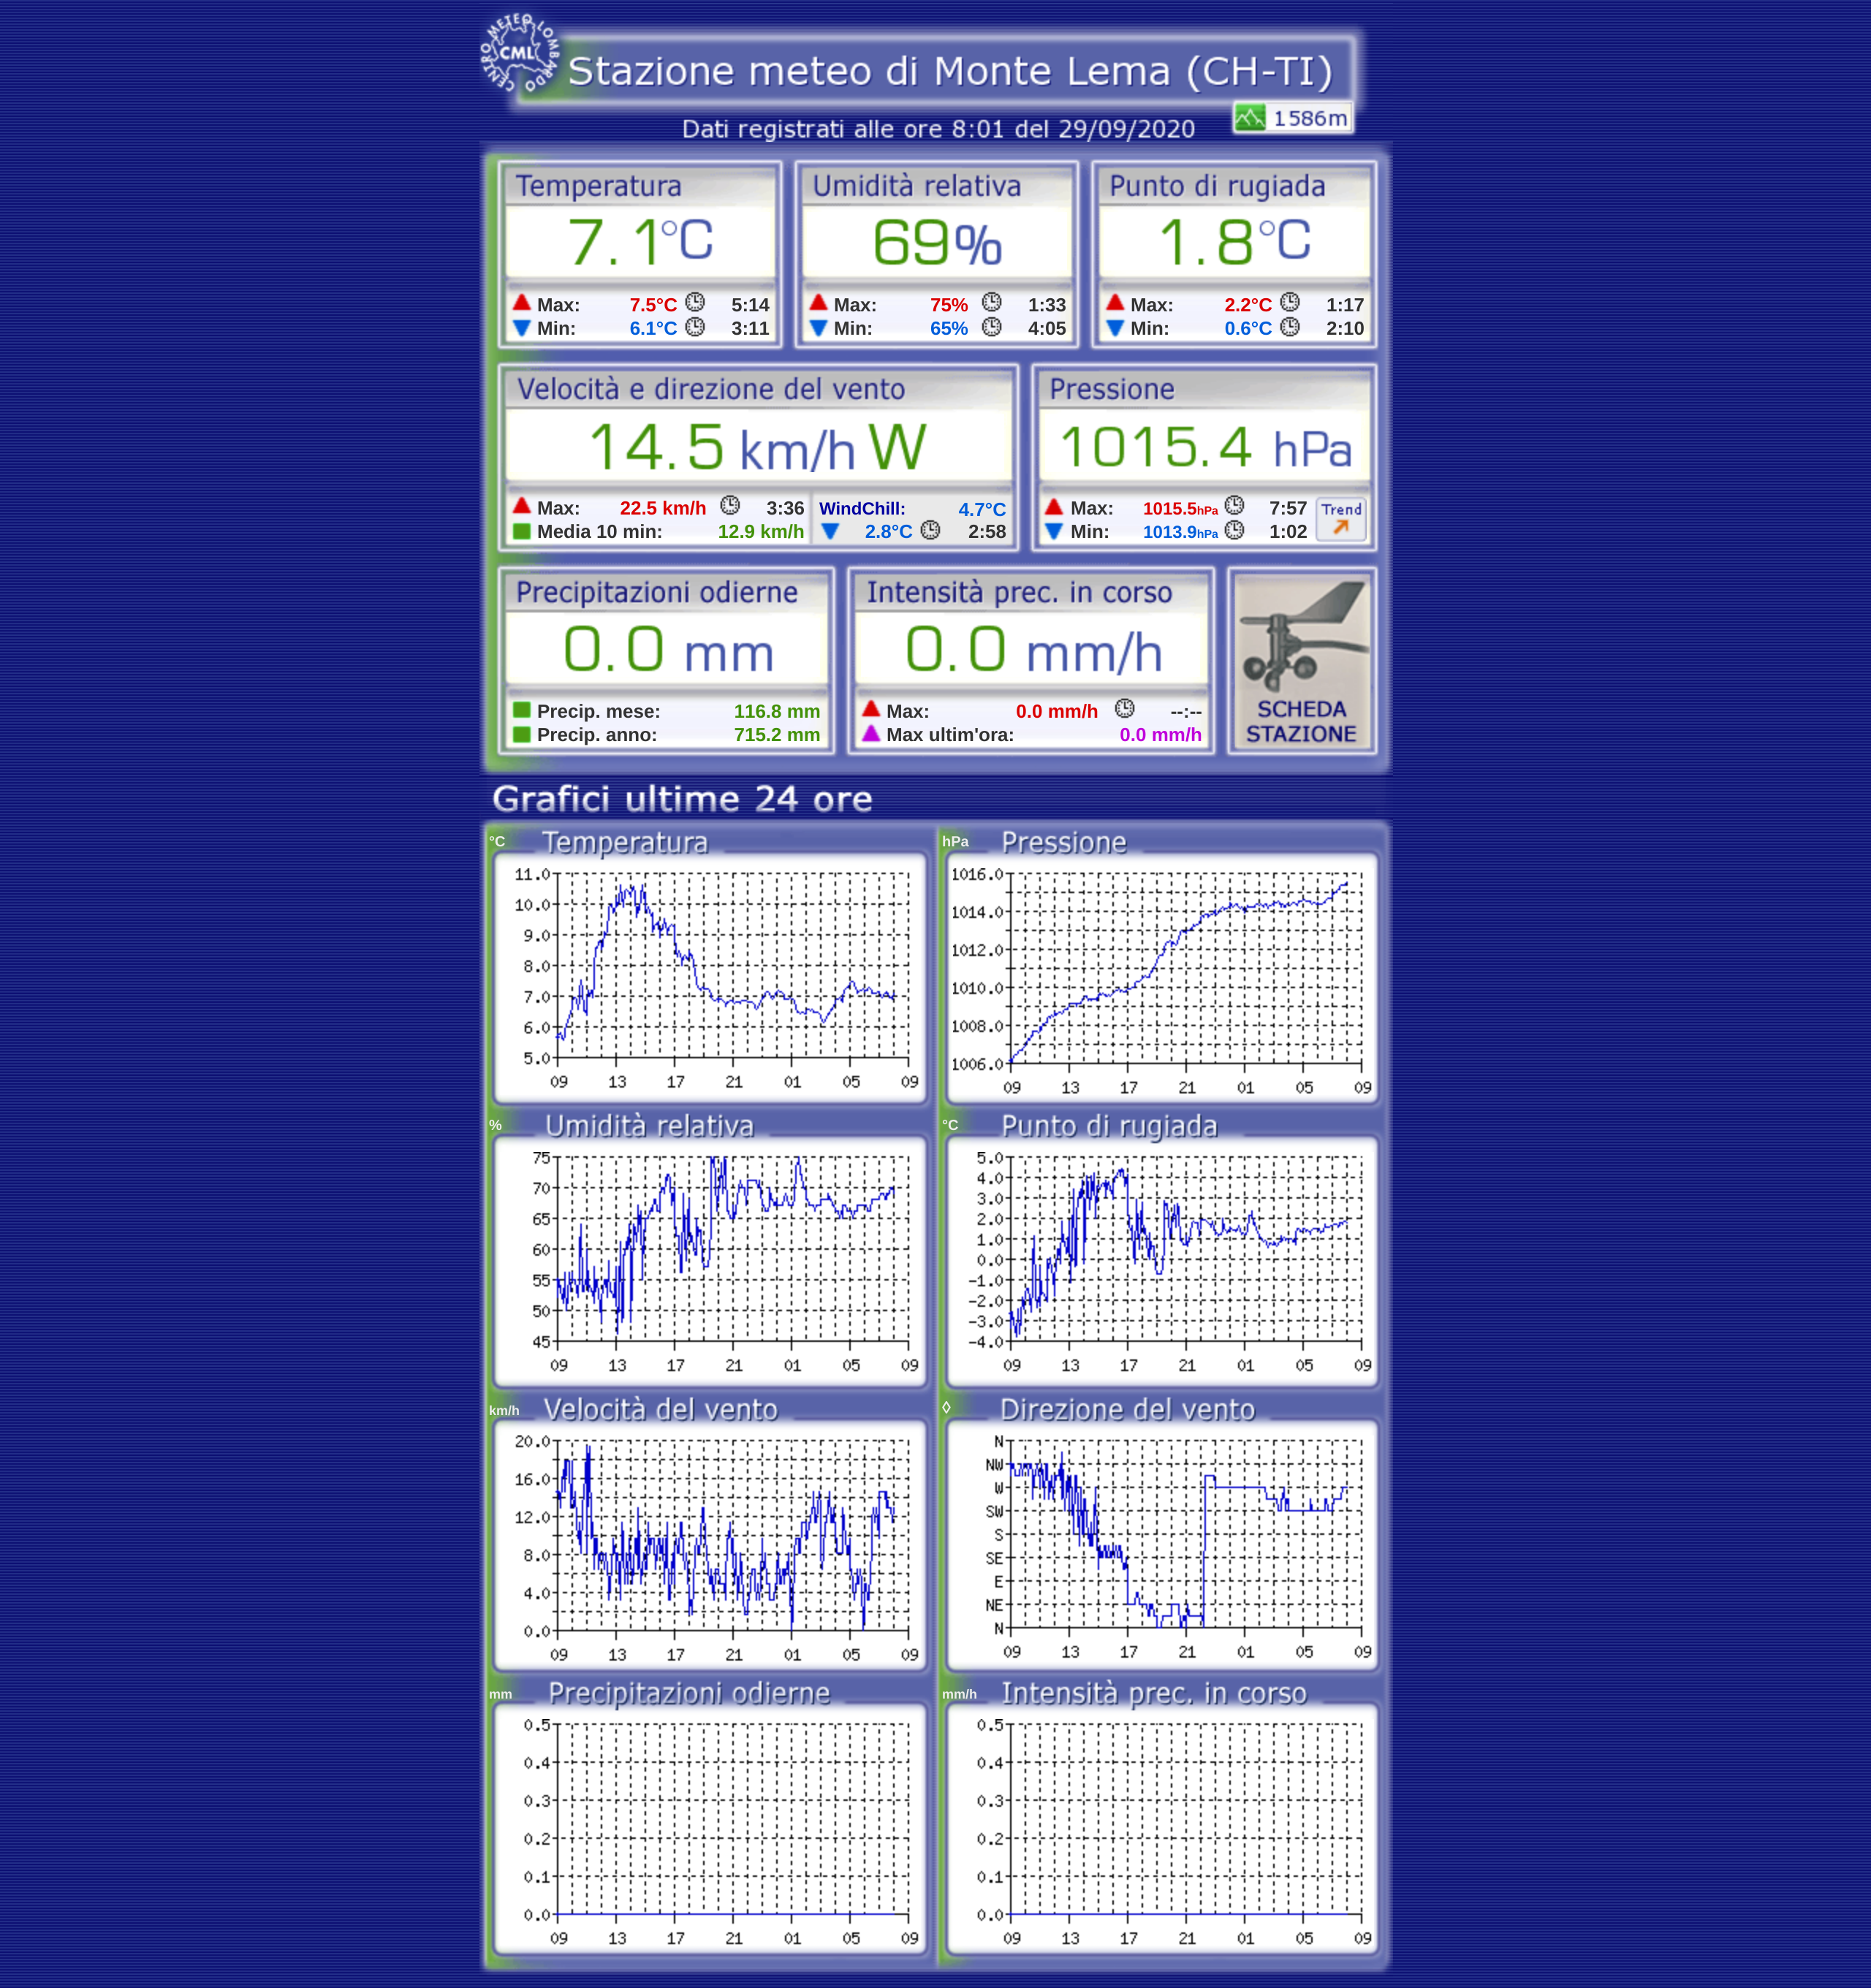 CENTRO METEO LOMBARDO
CML
Stazione meteo di Monte Lema (CH-TI)
1586m
Dati registrati alle ore 8:01 del 29/09/2020
Temperatura Umidità relativa Punto di rugiada
7.1°C 69% 1.8°C
Max: 7.5°C 5:14 Max: 75% 1:33 Max: 2.2°C 1:17
Min: 6.1°C 3:11 Min: 65% 4:05 Min: 0.6°C 2:10
Velocità e direzione del vento Pressione
14.5 km/h W 1015.4 hPa
Max: 22.5 km/h 3:36 WindChill: 4.7°C Max: 1015.5hPa 7:57 Trend
Media 10 min: 12.9 km/h 2.8°C 2:58 Min: 1013.9hPa 1:02
Precipitazioni odierne Intensità prec. in corso
0.0 mm 0.0 mm/h
Precip. mese: 116.8 mm Max: 0.0 mm/h --:-- SCHEDA
Precip. anno: 715.2 mm Max ultim'ora: 0.0 mm/h STAZIONE
Grafici ultime 24 ore
°C Temperatura
11.0
10.0
9.0
8.0
7.0
6.0
5.0
09 13 17 21 01 05 09
hPa Pressione
1016.0
1014.0
1012.0
1010.0
1008.0
1006.0
09 13 17 21 01 05 09
% Umidità relativa
75
70
65
60
55
50
45
09 13 17 21 01 05 09
°C Punto di rugiada
5.0
4.0
3.0
2.0
1.0
0.0
-1.0
-2.0
-3.0
-4.0
09 13 17 21 01 05 09
km/h Velocità del vento
20.0
16.0
12.0
8.0
4.0
0.0
09 13 17 21 01 05 09
◊ Direzione del vento
N
NW
W
SW
S
SE
E
NE
N
09 13 17 21 01 05 09
mm Precipitazioni odierne
0.5
0.4
0.3
0.2
0.1
0.0
09 13 17 21 01 05 09
mm/h Intensità prec. in corso
0.5
0.4
0.3
0.2
0.1
0.0
09 13 17 21 01 05 09